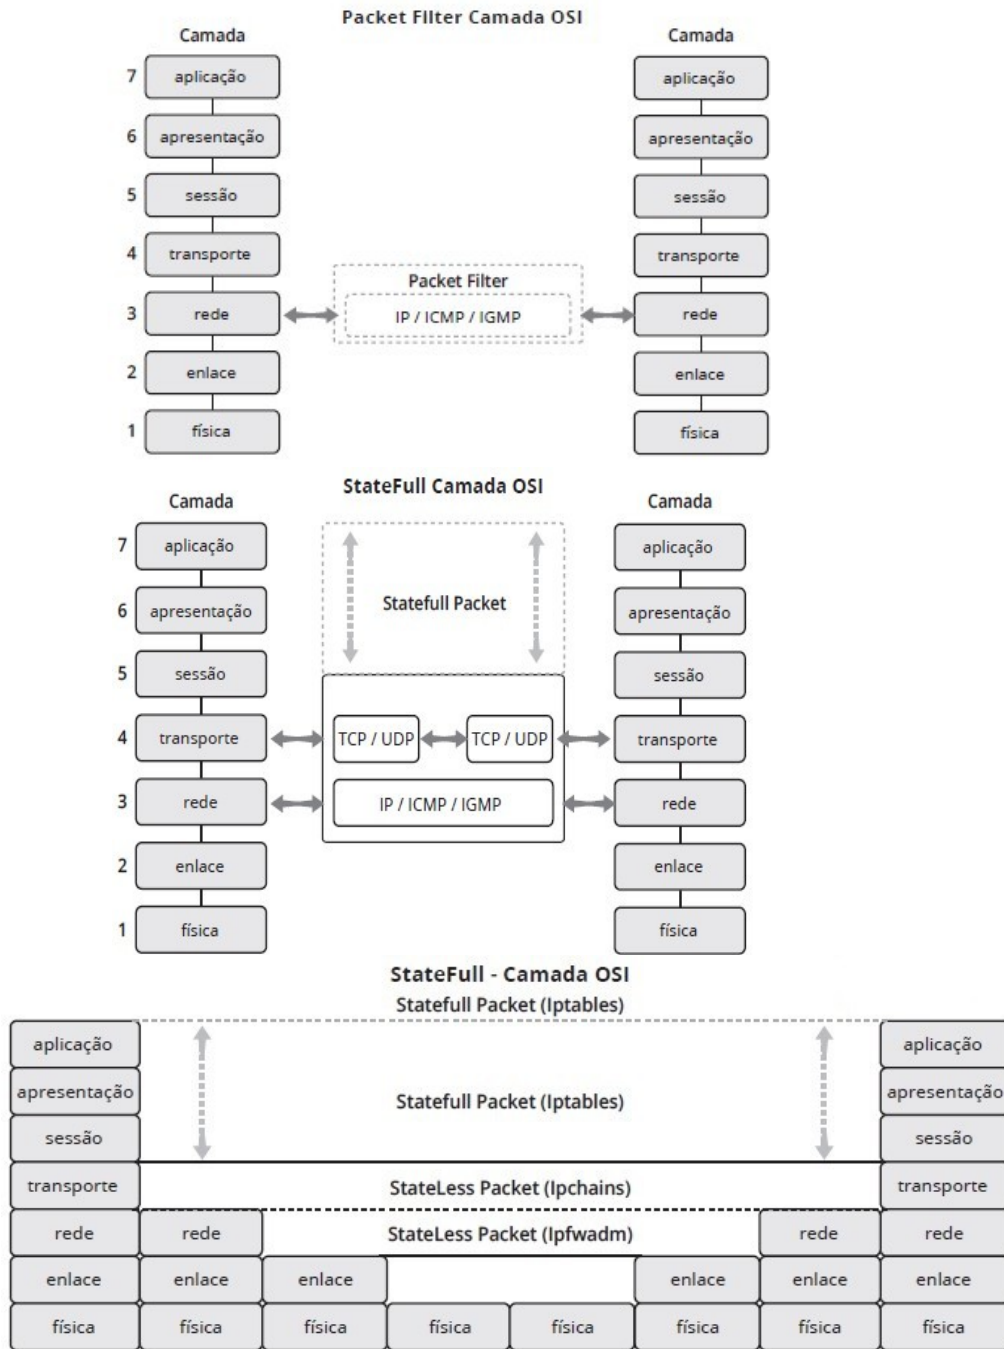 Packet FIlter Camada OSI
Camada Camada
7 aplicação aplicação
6 apresentação apresentação
5 sessão sessão
4 transporte transporte
Packet Filter
3 rede IP / ICMP / IGMP rede
2 enlace enlace
1 física física
StateFull Camada OSI
Camada Camada
7 aplicação aplicação
6 apresentação Statefull Packet apresentação
5 sessão sessão
4 transporte TCP / UDP TCP / UDP transporte
3 rede IP / ICMP / IGMP rede
2 enlace enlace
1 física física
StateFull - Camada OSI
Statefull Packet (Iptables)
aplicação aplicação
apresentação Statefull Packet (Iptables) apresentação
sessão sessão
transporte StateLess Packet (Ipchains) transporte
rede rede StateLess Packet (Ipfwadm) rede rede
enlace enlace enlace enlace enlace enlace
física física física física física física física física